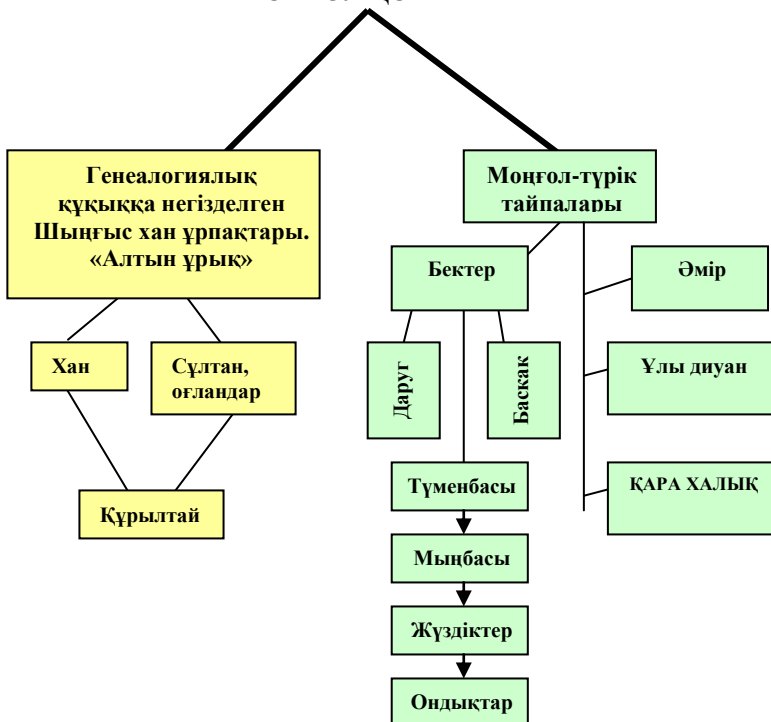 Генеалогиялық
құқыққа негізделген
Шыңғыс хан ұрпақтары.
«Алтын ұрық»
Моңғол-түрік
тайпалары
Бектер
Әмір
Хан
Сұлтан,
оғландар
Даруг
Баскак
Ұлы диуан
Құрылтай
Түменбасы
ҚАРА ХАЛЫҚ
Мыңбасы
Жүздіктер
Ондықтар